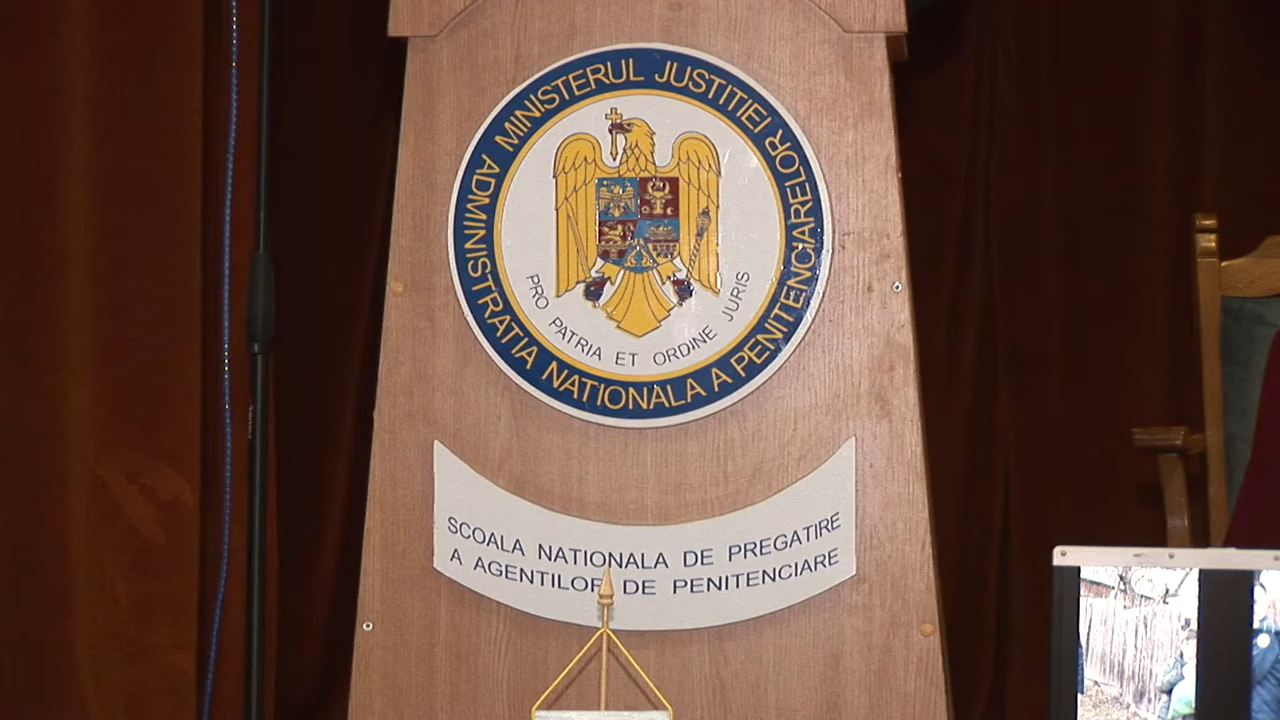 MINISTERUL JUSTITIEI
ADMINISTRATIA NATIONALA A PENITENCIARELOR
PRO PATRIA ET ORDINE JURIS
SCOALA NATIONALA DE PREGATIRE
A AGENTILOR DE PENITENCIARE